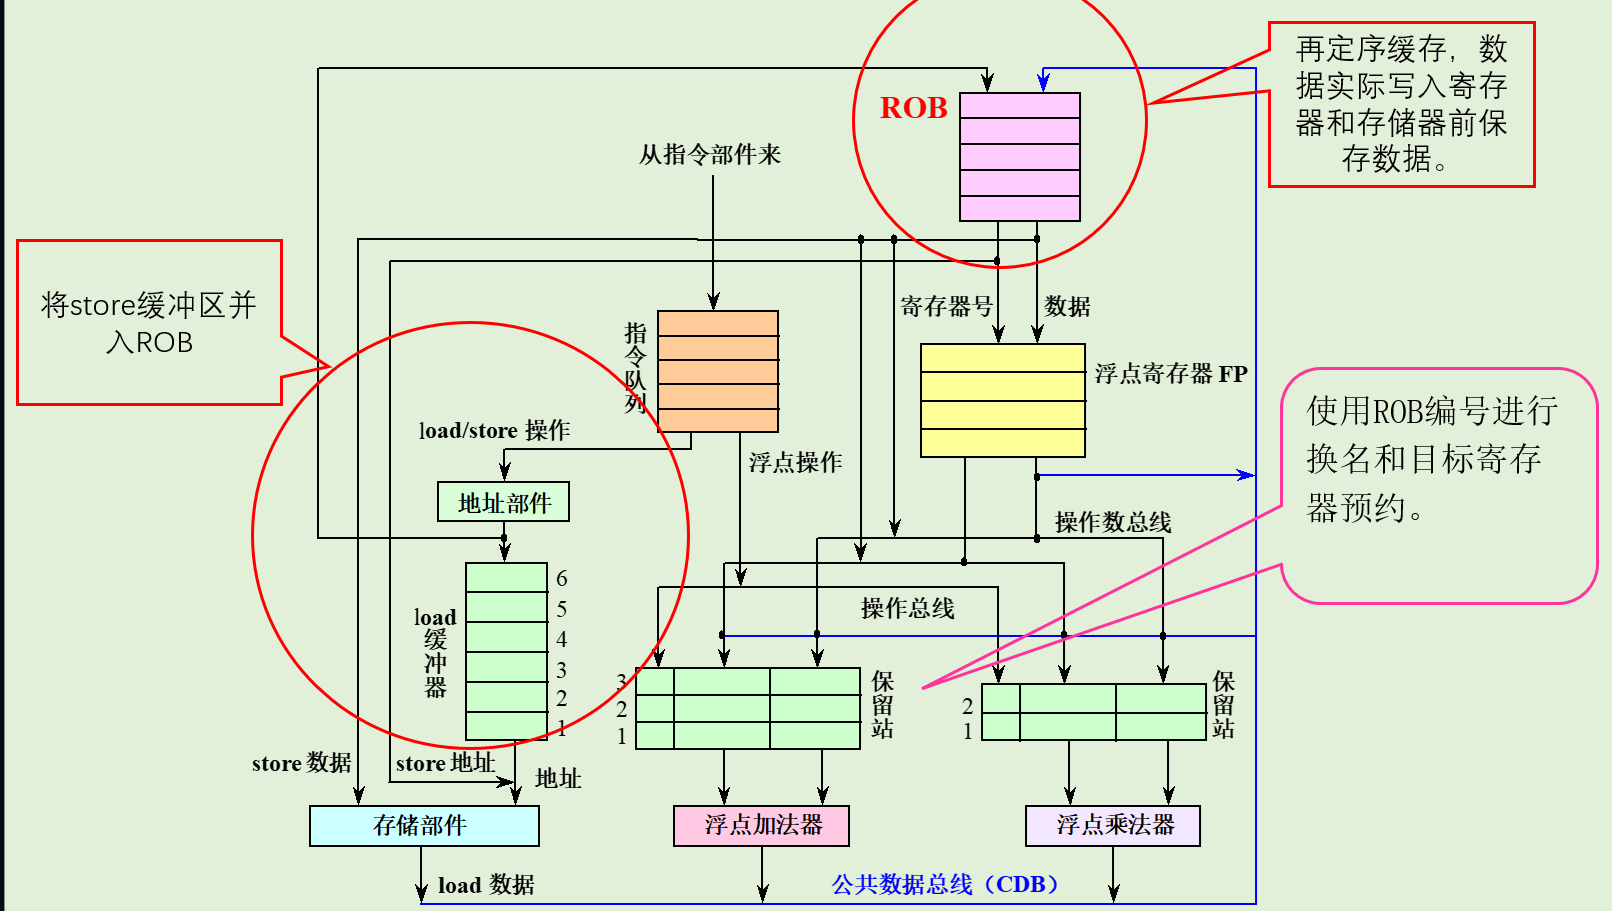 再定序缓存，数
据实际写入寄存
器和存储器前保
存数据。
ROB
从指令部件来
将store缓冲区并
入ROB
寄存器号
数据
指令队列
浮点寄存器 FP
使用ROB编号进行
换名和目标寄存
器预约。
load/store 操作
浮点操作
地址部件
操作数总线
6
5
4
3
2
1
load
缓冲器
操作总线
3
2
1
保留站
2
1
保留站
store 数据
store 地址
地址
存储部件
浮点加法器
浮点乘法器
load 数据
公共数据总线（CDB）